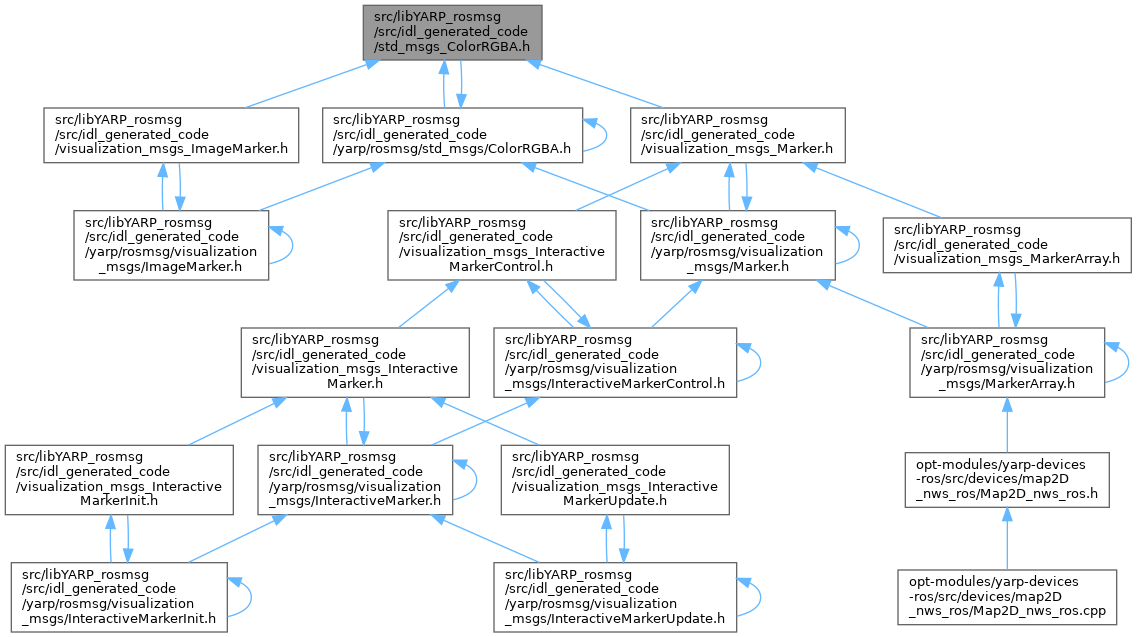 src/libYARP_rosmsg
/src/idl_generated_code
/std_msgs_ColorRGBA.h
src/libYARP_rosmsg
/src/idl_generated_code
/visualization_msgs_ImageMarker.h
src/libYARP_rosmsg
/src/idl_generated_code
/yarp/rosmsg/std_msgs/ColorRGBA.h
src/libYARP_rosmsg
/src/idl_generated_code
/visualization_msgs_Marker.h
src/libYARP_rosmsg
/src/idl_generated_code
/yarp/rosmsg/visualization
_msgs/ImageMarker.h
src/libYARP_rosmsg
/src/idl_generated_code
/visualization_msgs_Interactive
MarkerControl.h
src/libYARP_rosmsg
/src/idl_generated_code
/yarp/rosmsg/visualization
_msgs/Marker.h
src/libYARP_rosmsg
/src/idl_generated_code
/visualization_msgs_MarkerArray.h
src/libYARP_rosmsg
/src/idl_generated_code
/visualization_msgs_Interactive
Marker.h
src/libYARP_rosmsg
/src/idl_generated_code
/yarp/rosmsg/visualization
_msgs/InteractiveMarkerControl.h
src/libYARP_rosmsg
/src/idl_generated_code
/yarp/rosmsg/visualization
_msgs/MarkerArray.h
src/libYARP_rosmsg
/src/idl_generated_code
/visualization_msgs_Interactive
MarkerInit.h
src/libYARP_rosmsg
/src/idl_generated_code
/yarp/rosmsg/visualization
_msgs/InteractiveMarker.h
src/libYARP_rosmsg
/src/idl_generated_code
/visualization_msgs_Interactive
MarkerUpdate.h
opt-modules/yarp-devices
-ros/src/devices/map2D
_nws_ros/Map2D_nws_ros.h
src/libYARP_rosmsg
/src/idl_generated_code
/yarp/rosmsg/visualization
_msgs/InteractiveMarkerInit.h
src/libYARP_rosmsg
/src/idl_generated_code
/yarp/rosmsg/visualization
_msgs/InteractiveMarkerUpdate.h
opt-modules/yarp-devices
-ros/src/devices/map2D
_nws_ros/Map2D_nws_ros.cpp